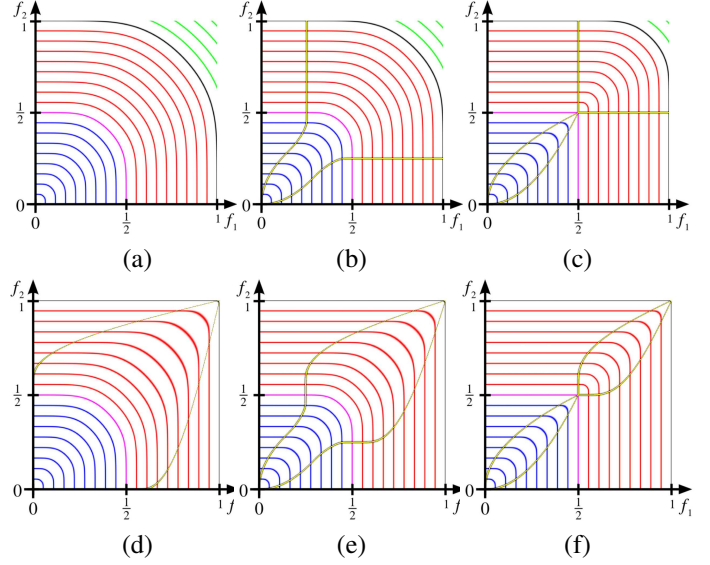 f₂ f₂ f₂
1 1 1
1/2 1/2 1/2
0 0 0
0 1/2 1 f₁ 0 1/2 1 f₁ 0 1/2 1 f₁
(a) (b) (c)
f₂ f₂ f₂
1 1 1
1/2 1/2 1/2
0 0 0
0 1/2 1 f 0 1/2 1 f 0 1/2 1 f₁
(d) (e) (f)